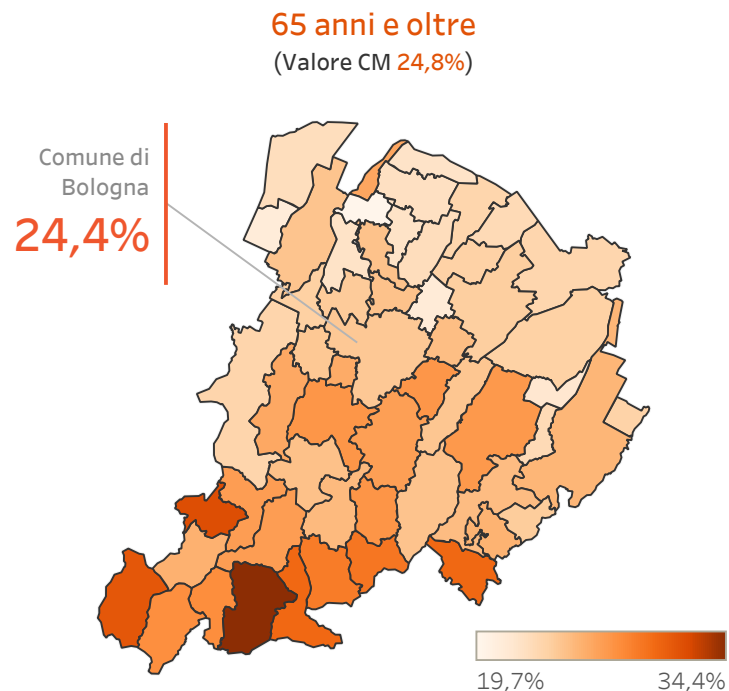 65 anni e oltre
(Valore CM 24,8%)
Comune di
Bologna
24,4%
19,7%
34,4%